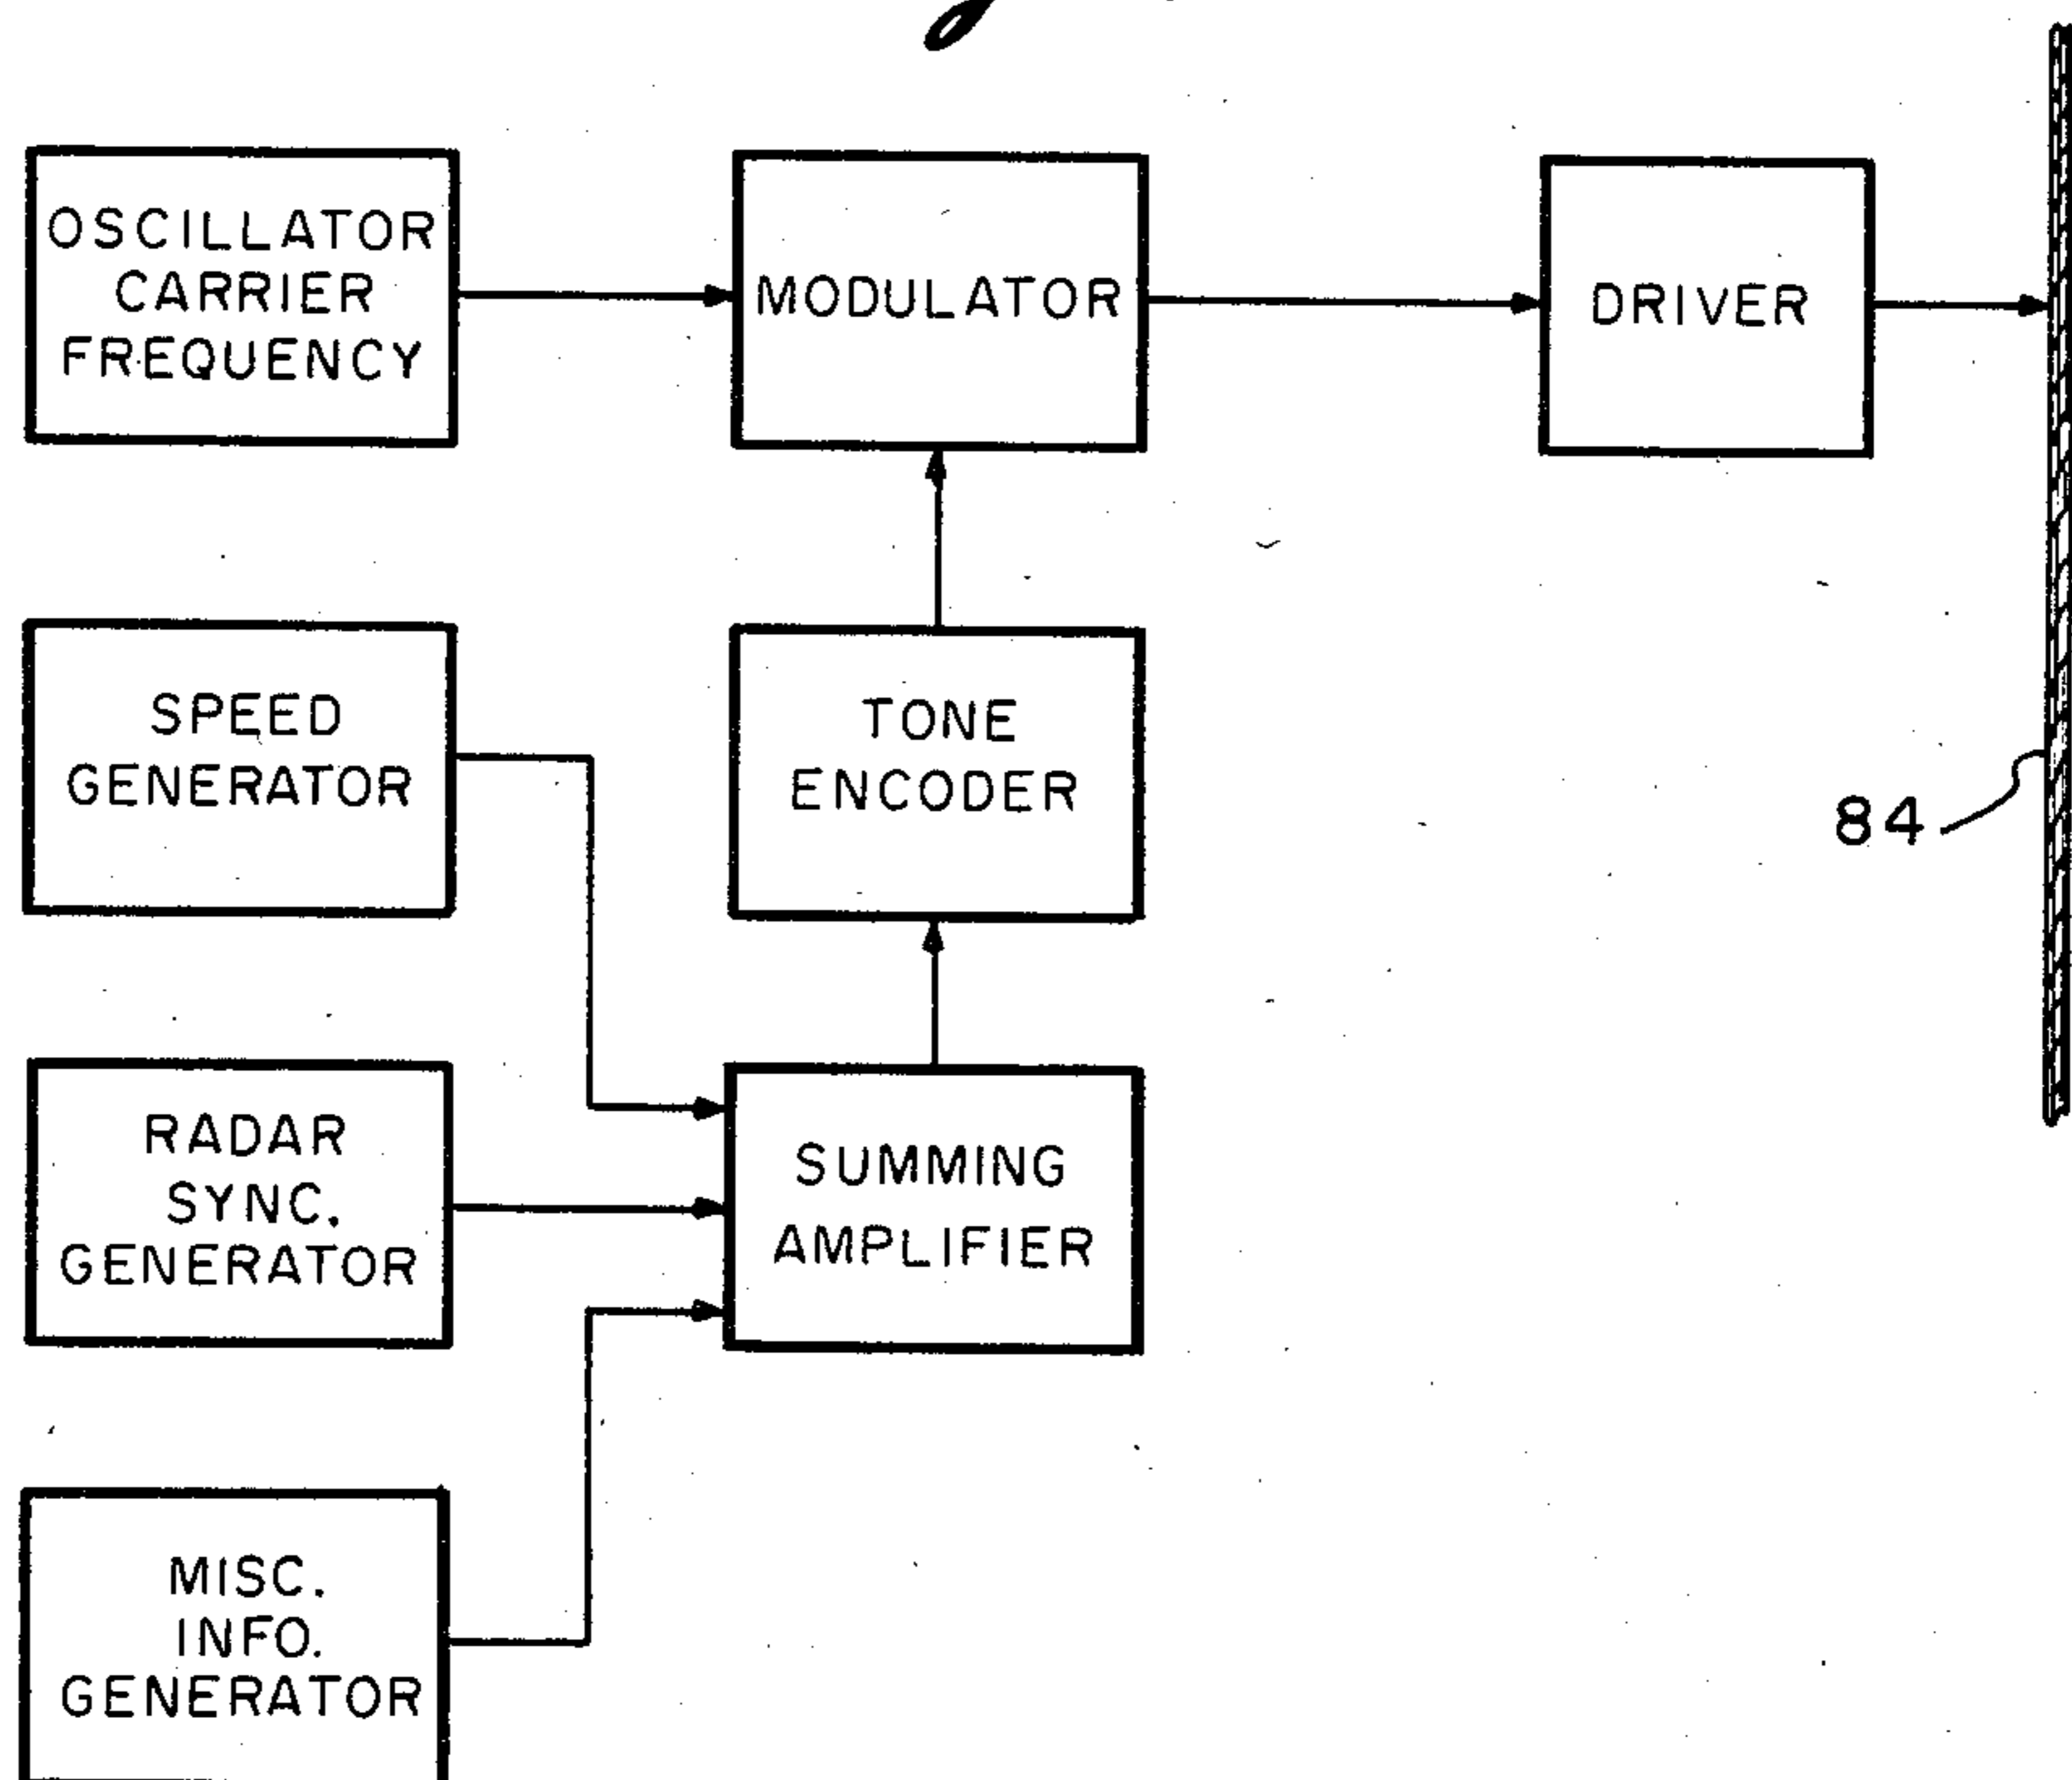 OSCILLATOR
CARRIER
FREQUENCY
MODULATOR
DRIVER
SPEED
GENERATOR
TONE
ENCODER
84
RADAR
SYNC.
GENERATOR
SUMMING
AMPLIFIER
MISC.
INFO.
GENERATOR